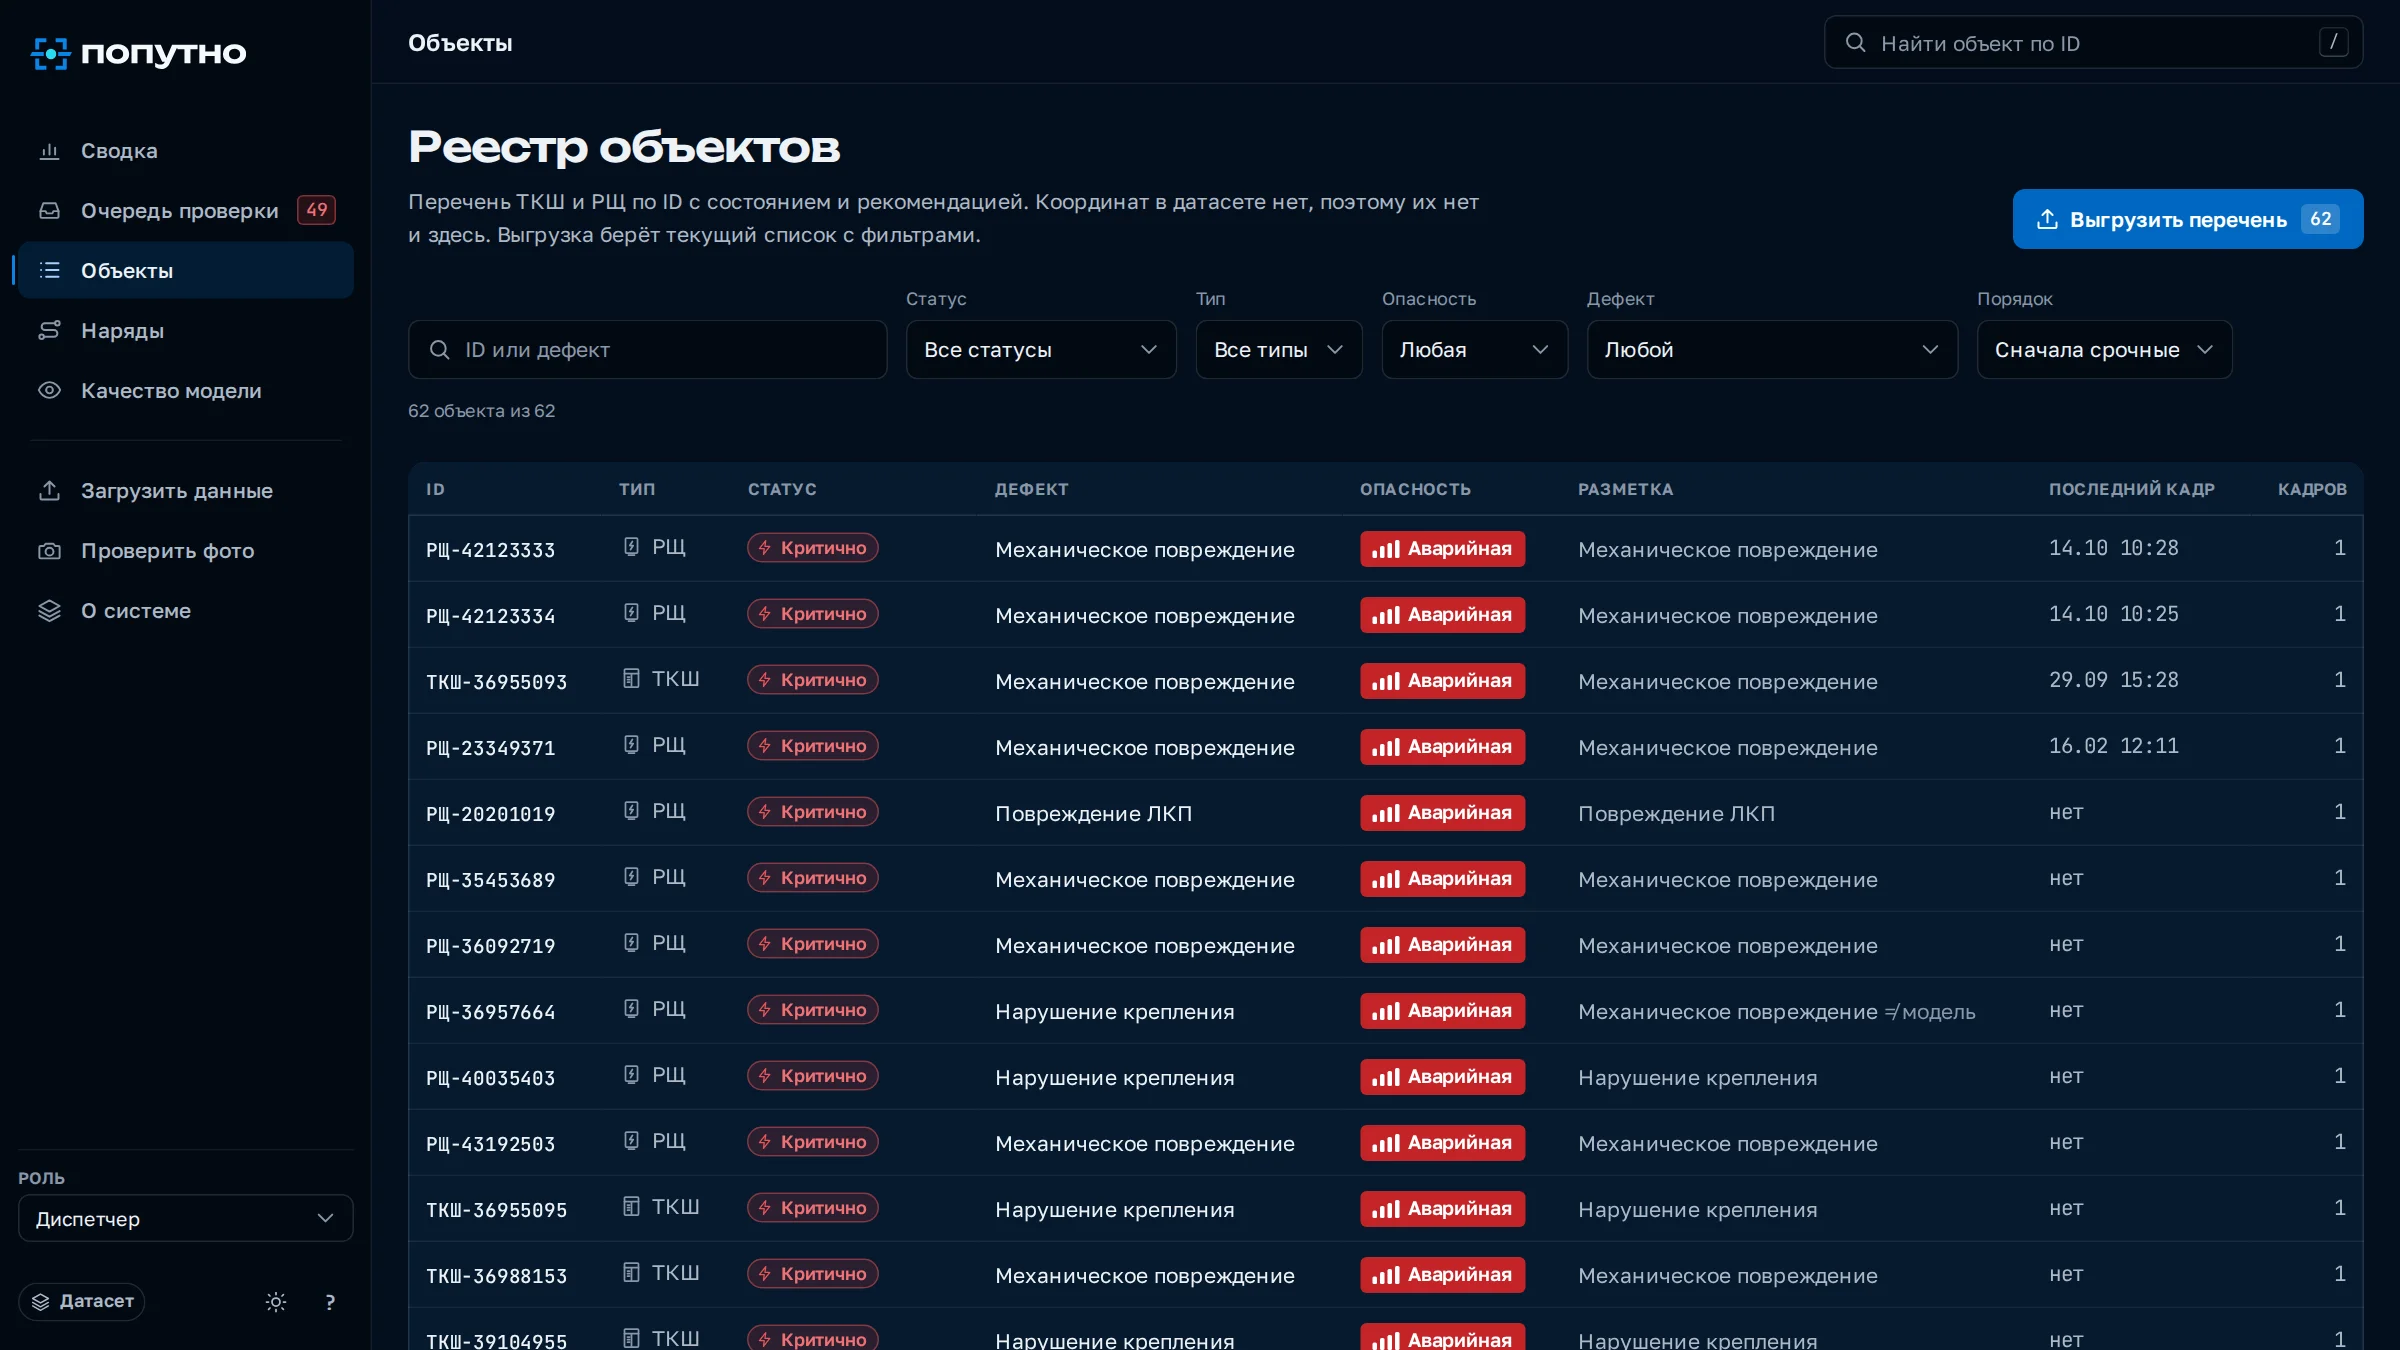 попутно
Объекты
Найти объект по ID
/
Сводка
Очередь проверки 49
Объекты
Наряды
Качество модели
Загрузить данные
Проверить фото
О системе
РОЛЬ
Диспетчер
Датасет
?
Реестр объектов
Перечень ТКШ и РЩ по ID с состоянием и рекомендацией. Координат в датасете нет, поэтому их нет
и здесь. Выгрузка берёт текущий список с фильтрами.
Выгрузить перечень 62
Статус Тип Опасность Дефект Порядок
ID или дефект Все статусы Все типы Любая Любой Сначала срочные
62 объекта из 62
ID ТИП СТАТУС ДЕФЕКТ ОПАСНОСТЬ РАЗМЕТКА ПОСЛЕДНИЙ КАДР КАДРОВ
РЩ-42123333 РЩ Критично Механическое повреждение Аварийная Механическое повреждение 14.10 10:28 1
РЩ-42123334 РЩ Критично Механическое повреждение Аварийная Механическое повреждение 14.10 10:25 1
ТКШ-36955093 ТКШ Критично Механическое повреждение Аварийная Механическое повреждение 29.09 15:28 1
РЩ-23349371 РЩ Критично Механическое повреждение Аварийная Механическое повреждение 16.02 12:11 1
РЩ-20201019 РЩ Критично Повреждение ЛКП Аварийная Повреждение ЛКП нет 1
РЩ-35453689 РЩ Критично Механическое повреждение Аварийная Механическое повреждение нет 1
РЩ-36092719 РЩ Критично Механическое повреждение Аварийная Механическое повреждение нет 1
РЩ-36957664 РЩ Критично Нарушение крепления Аварийная Механическое повреждение ≠ модель нет 1
РЩ-40035403 РЩ Критично Нарушение крепления Аварийная Нарушение крепления нет 1
РЩ-43192503 РЩ Критично Механическое повреждение Аварийная Механическое повреждение нет 1
ТКШ-36955095 ТКШ Критично Нарушение крепления Аварийная Нарушение крепления нет 1
ТКШ-36988153 ТКШ Критично Механическое повреждение Аварийная Механическое повреждение нет 1
ТКШ-39104955 ТКШ Критично Нарушение крепления Аварийная Нарушение крепления нет 1